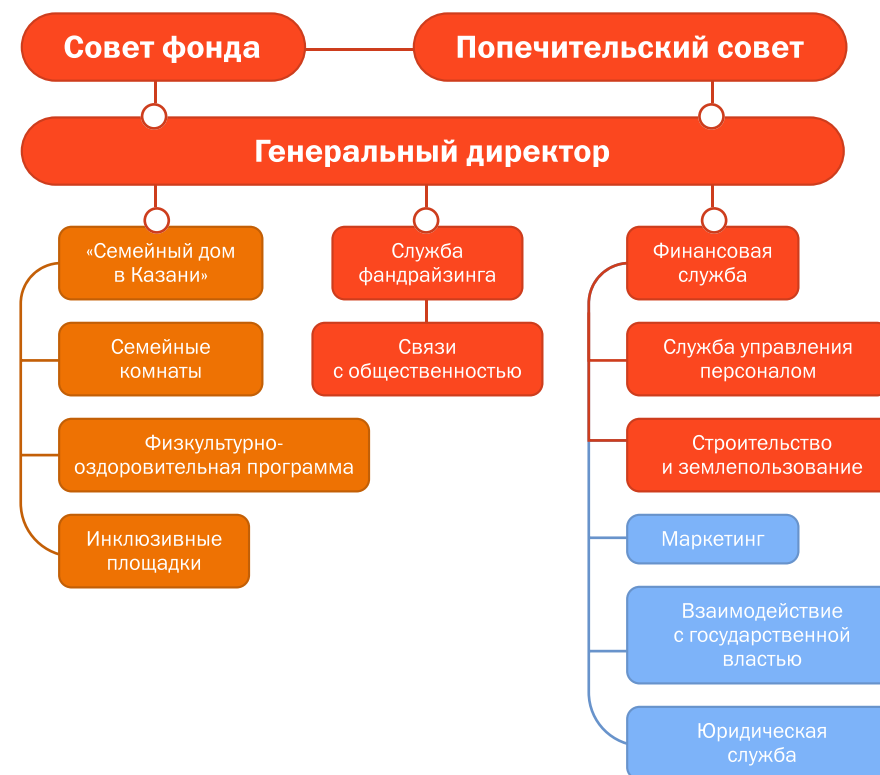 Совет фонда
Попечительский совет
Генеральный директор
«Семейный дом
в Казани»
Семейные
комнаты
Физкультурно-
оздоровительная программа
Инклюзивные
площадки
Служба
фандрайзинга
Связи
с общественностью
Финансовая
служба
Служба управления
персоналом
Строительство
и землепользование
Маркетинг
Взаимодействие
с государственной
властью
Юридическая
служба